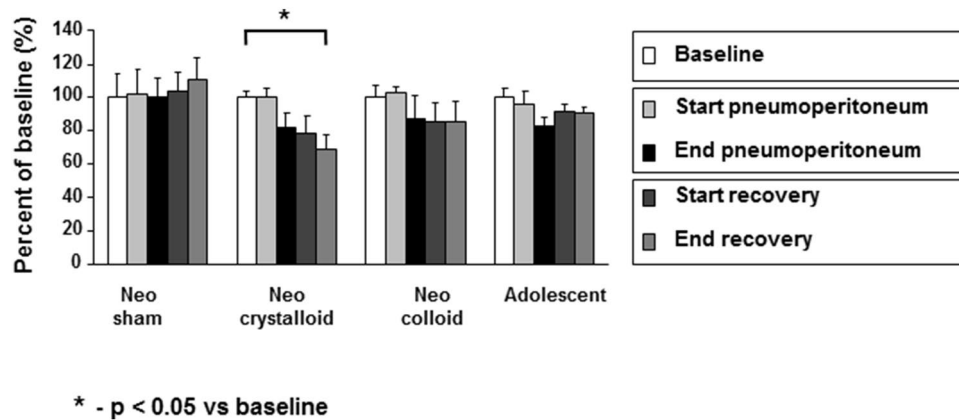 *
Percent of baseline (%)
140
120
100
80
60
40
20
0
Neo
sham
Neo
crystalloid
Neo
colloid
Adolescent
Baseline
Start pneumoperitoneum
End pneumoperitoneum
Start recovery
End recovery
* - p < 0.05 vs baseline